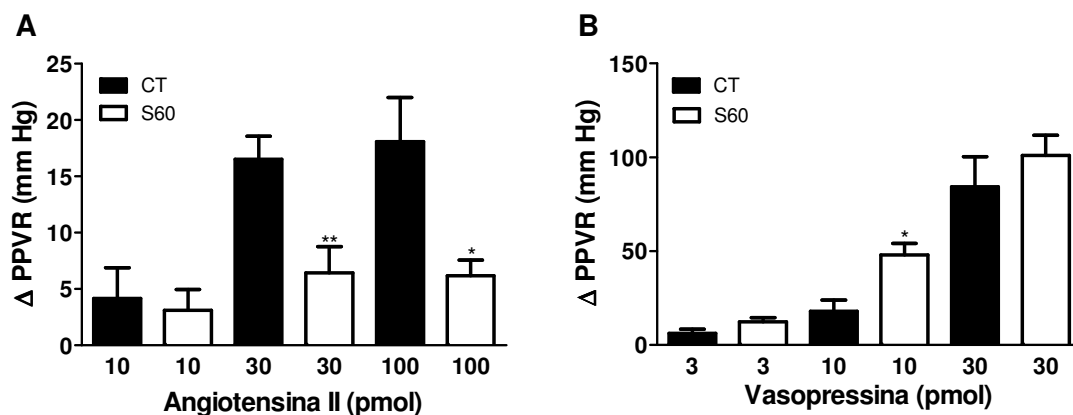 A
Δ PPVR (mm Hg)
25
20
15
10
5
0
CT
S60
**
*
10 10 30 30 100 100
Angiotensina II (pmol)
B
Δ PPVR (mm Hg)
150
100
50
0
CT
S60
*
3 3 10 10 30 30
Vasopressina (pmol)